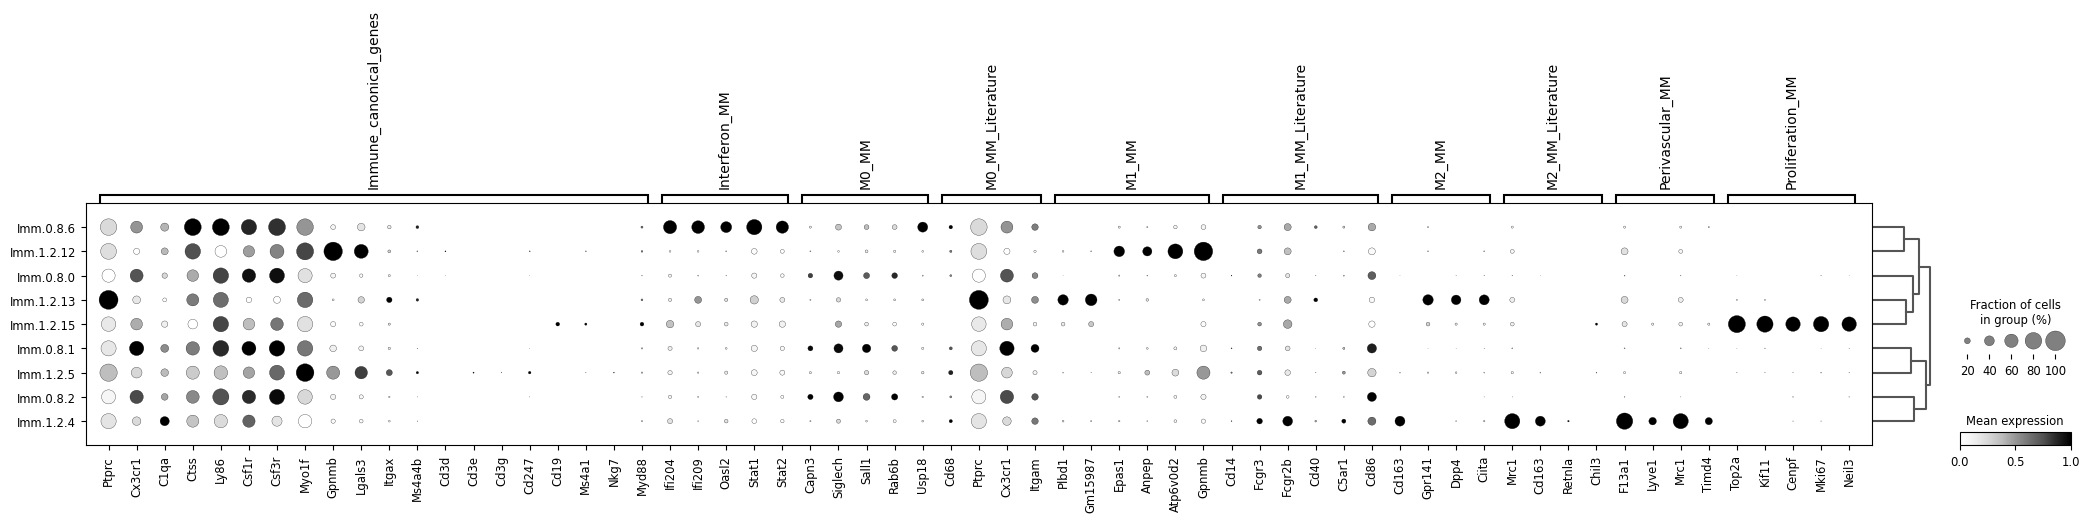 Immune_canonical_genes
Interferon_MM
M0_MM
M0_MM_Literature
M1_MM
M1_MM_Literature
M2_MM
M2_MM_Literature
Perivascular_MM
Proliferation_MM
Imm.0.8.6
Imm.1.2.12
Imm.0.8.0
Imm.1.2.13
Imm.1.2.15
Imm.0.8.1
Imm.1.2.5
Imm.0.8.2
Imm.1.2.4
Ptprc
Cx3cr1
C1qa
Ctss
Ly86
Csf1r
Csf3r
Myo1f
Gpnmb
Lgals3
Itgax
Ms4a4b
Cd3d
Cd3e
Cd3g
Cd247
Cd19
Ms4a1
Nkg7
Myd88
Ifi204
Ifi209
Oasl2
Stat1
Stat2
Capn3
Siglech
Sall1
Rab6b
Usp18
Cd68
Ptprc
Cx3cr1
Itgam
Plbd1
Gm15987
Epas1
Anpep
Atp6v0d2
Gpnmb
Cd14
Fcgr3
Fcgr2b
Cd40
C5ar1
Cd86
Cd163
Gpr141
Dpp4
Ciita
Mrc1
Cd163
Retnla
Chil3
F13a1
Lyve1
Mrc1
Timd4
Top2a
Kif11
Cenpf
Mki67
Neil3
Fraction of cells
in group (%)
20 40 60 80 100
Mean expression
0.0 0.5 1.0